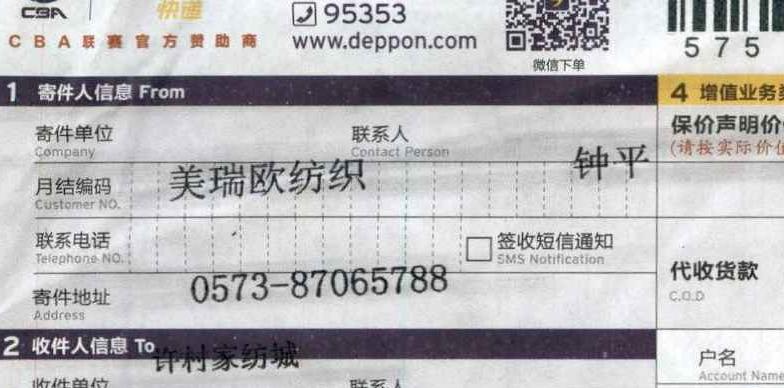 CBA 快递
CBA联赛官方赞助商
95353
www.deppon.com
微信下单
575
1 寄件人信息 From
4 增值业务
寄件单位
Company
联系人
Contact Person
保价声明价
(请按实际价值
钟平
美瑞欧纺织
月结编码
Customer NO.
联系电话
Telephone NO.
签收短信通知
SMS Notification
0573-87065788
代收货款
C.O.D
寄件地址
Address
2 收件人信息 To
许村家纺城
户名
Account Name
收件单位
联系人